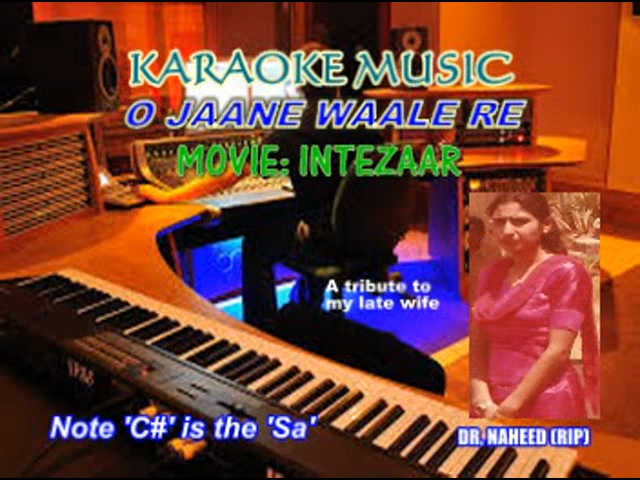 KARAOKE MUSIC
O JAANE WAALE RE
MOVIE: INTEZAAR
A tribute to
my late wife
Note 'C#' is the 'Sa'
DR. NAHEED (RIP)